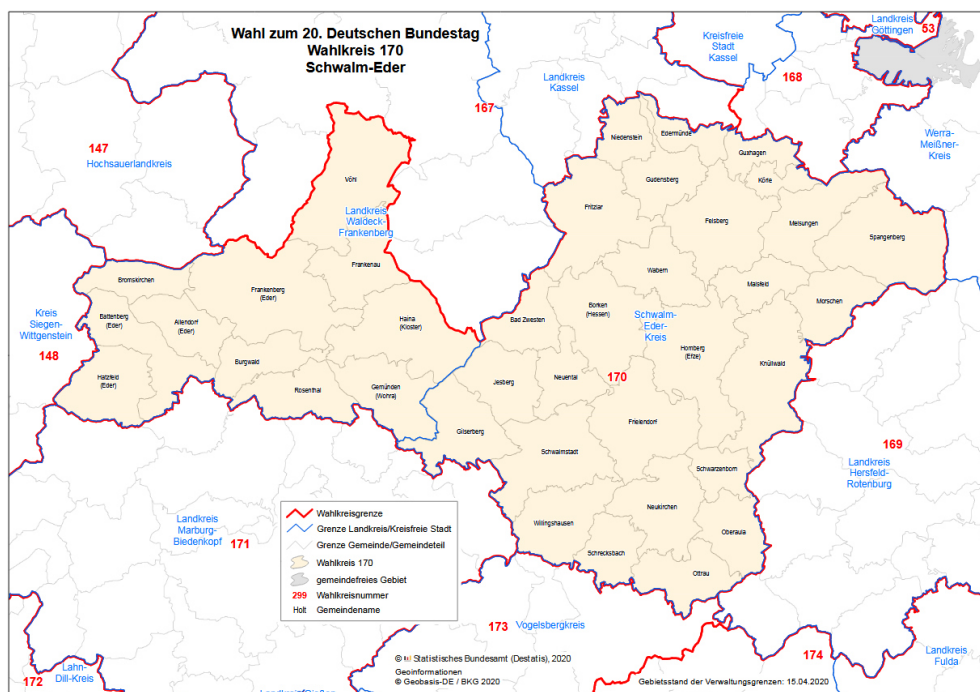 Wahl zum 20. Deutschen Bundestag
Wahlkreis 170
Schwalm-Eder
Landkreis
Göttingen
53
Kreisfreie
Stadt
Kassel
168
Landkreis
Kassel
167
147
Hochsauerlandkreis
Werra-
Meißner-
Kreis
Niedenstein
Edermünde
Guxhagen
Körle
Gudensberg
Fritzlar
Felsberg
Melsungen
Spangenberg
Vöhl
Landkreis
Waldeck-
Frankenberg
Frankenau
Bromskirchen
Frankenberg
(Eder)
Wabern
Malsfeld
Morschen
Battenberg
(Eder)
Allendorf
(Eder)
Haina
(Kloster)
Bad Zwesten
Borken
(Hessen)
Schwalm-
Eder-
Kreis
Homberg
(Efze)
Knüllwald
Kreis
Siegen-
Wittgenstein
148
Hatzfeld
(Eder)
Burgwald
Rosenthal
Gemünden
(Wohra)
Jesberg
Neuental
170
Gilserberg
Frielendorf
Schwalmstadt
Schwarzenborn
169
Landkreis
Hersfeld-
Rotenburg
Willingshausen
Neukirchen
Oberaula
Schrecksbach
Ottrau
Landkreis
Marburg-
Biedenkopf
171
Wahlkreisgrenze
Grenze Landkreis/Kreisfreie Stadt
Grenze Gemeinde/Gemeindeteil
Wahlkreis 170
gemeindefreies Gebiet
299 Wahlkreisnummer
Holt Gemeindename
173
Vogelsbergkreis
174
Landkreis
Fulda
172
Lahn-
Dill-Kreis
© Statistisches Bundesamt (Destatis), 2020
Geoinformationen
© Geobasis-DE / BKG 2020
Gebietsstand der Verwaltungsgrenzen: 15.04.2020